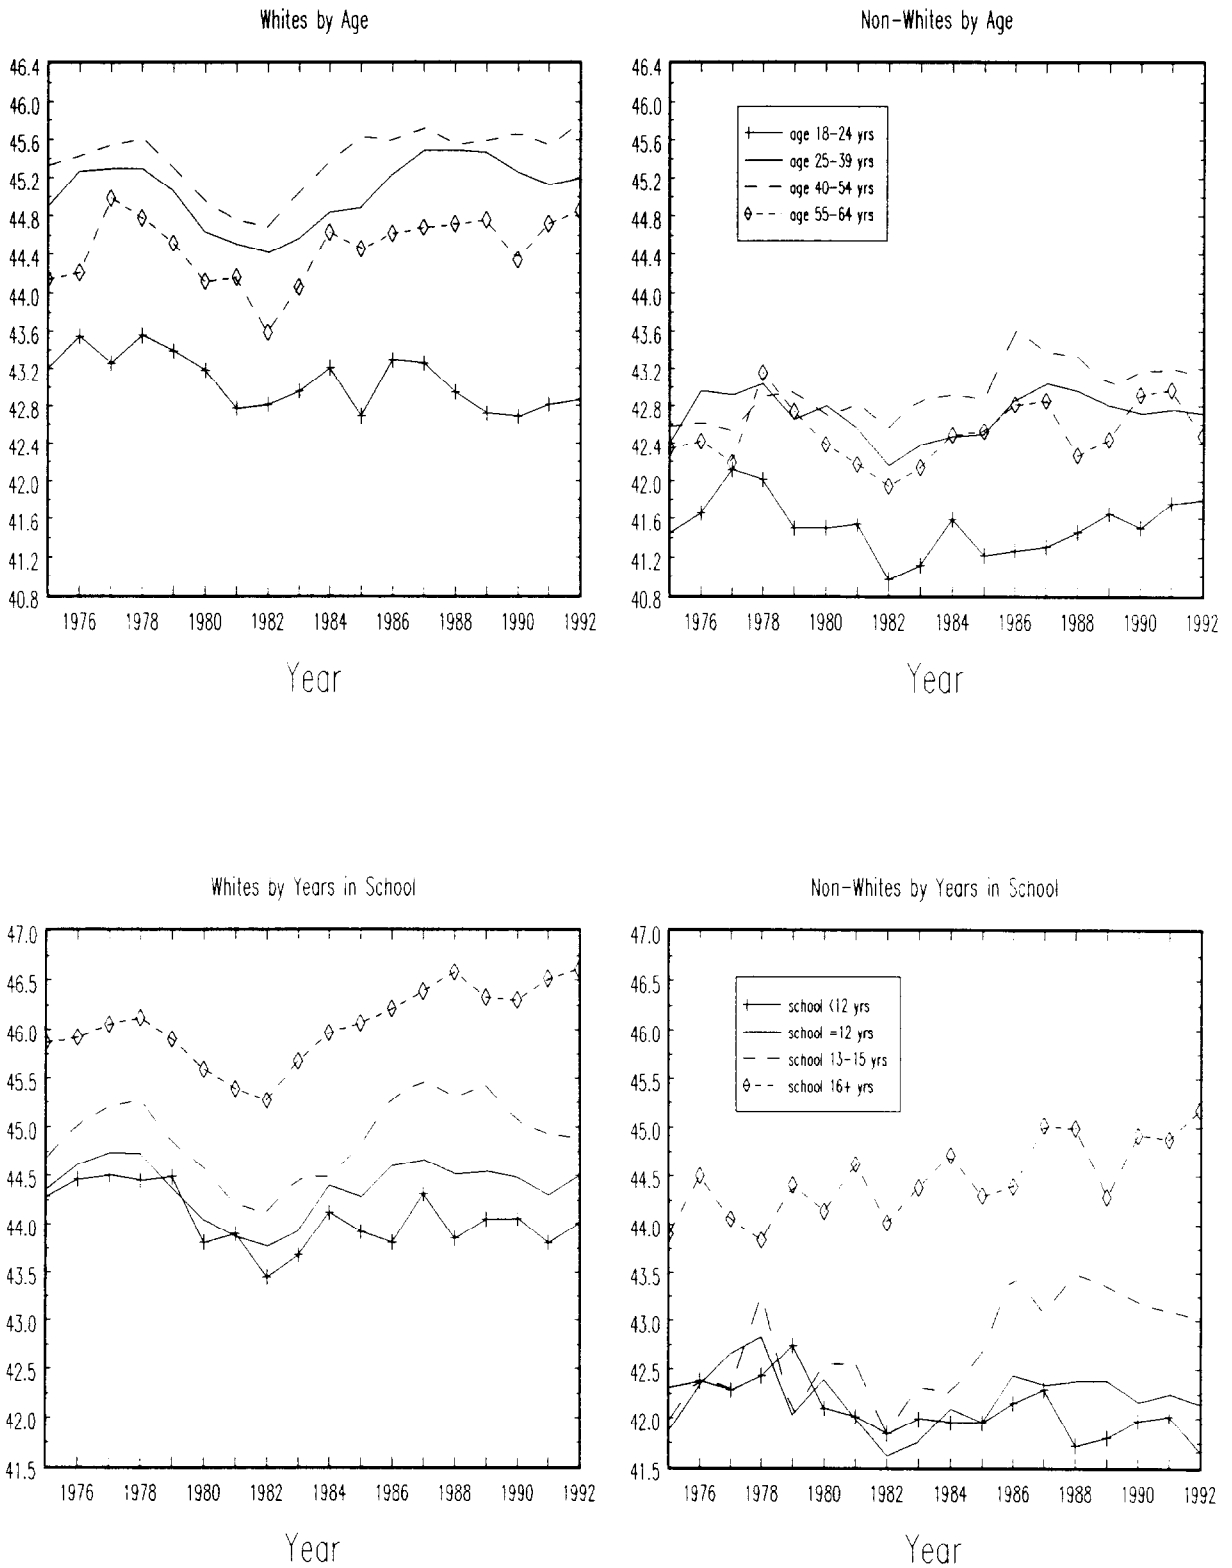 Whites by Age
46.4
46.0
45.6
45.2
44.8
44.4
44.0
43.6
43.2
42.8
42.4
42.0
41.6
41.2
40.8
1976 1978 1980 1982 1984 1986 1988 1990 1992
Year
Non-Whites by Age
46.4
46.0
45.6
45.2
44.8
44.4
44.0
43.6
43.2
42.8
42.4
42.0
41.6
41.2
40.8
age 18-24 yrs
age 25-39 yrs
age 40-54 yrs
age 55-64 yrs
1976 1978 1980 1982 1984 1986 1988 1990 1992
Year
Whites by Years in School
47.0
46.5
46.0
45.5
45.0
44.5
44.0
43.5
43.0
42.5
42.0
41.5
1976 1978 1980 1982 1984 1986 1988 1990 1992
Year
Non-Whites by Years in School
47.0
46.5
46.0
45.5
45.0
44.5
44.0
43.5
43.0
42.5
42.0
41.5
school <12 yrs
school =12 yrs
school 13-15 yrs
school 16+ yrs
1976 1978 1980 1982 1984 1986 1988 1990 1992
Year